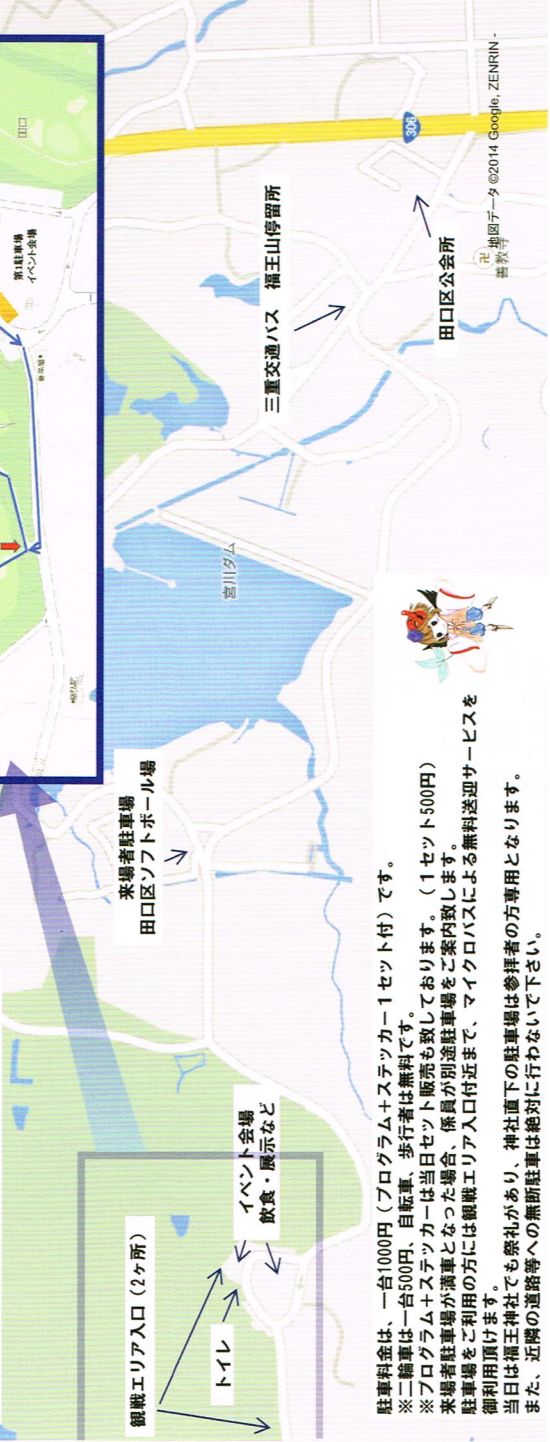 田口
第1駐車場
イベント会場
306
三重交通バス 福王山停留所
田口区公会所
善教寺
地図データ ©2014 Google, ZENRIN -
宮川ダム
来場者駐車場
田口区ソフトボール場
観戦エリア入口(2ヶ所)
トイレ
イベント会場
飲食・展示など
駐車料金は、一台1000円(プログラム+ステッカー1セット付)です。
※二輪車は一台500円、自転車、歩行者は無料です。
※プログラム+ステッカーは当日セット販売も致しております。(1セット500円)
来場者駐車場が満車となった場合、係員が別途駐車場をご案内致します。
駐車場をご利用の方には観戦エリア入口付近まで、マイクロバスによる無料送迎サービスを
御利用頂けます。
当日は福王神社でも祭礼があり、神社直下の駐車場は参拝者の方専用となります。
また、近隣の道路等への無断駐車は絶対に行わないで下さい。